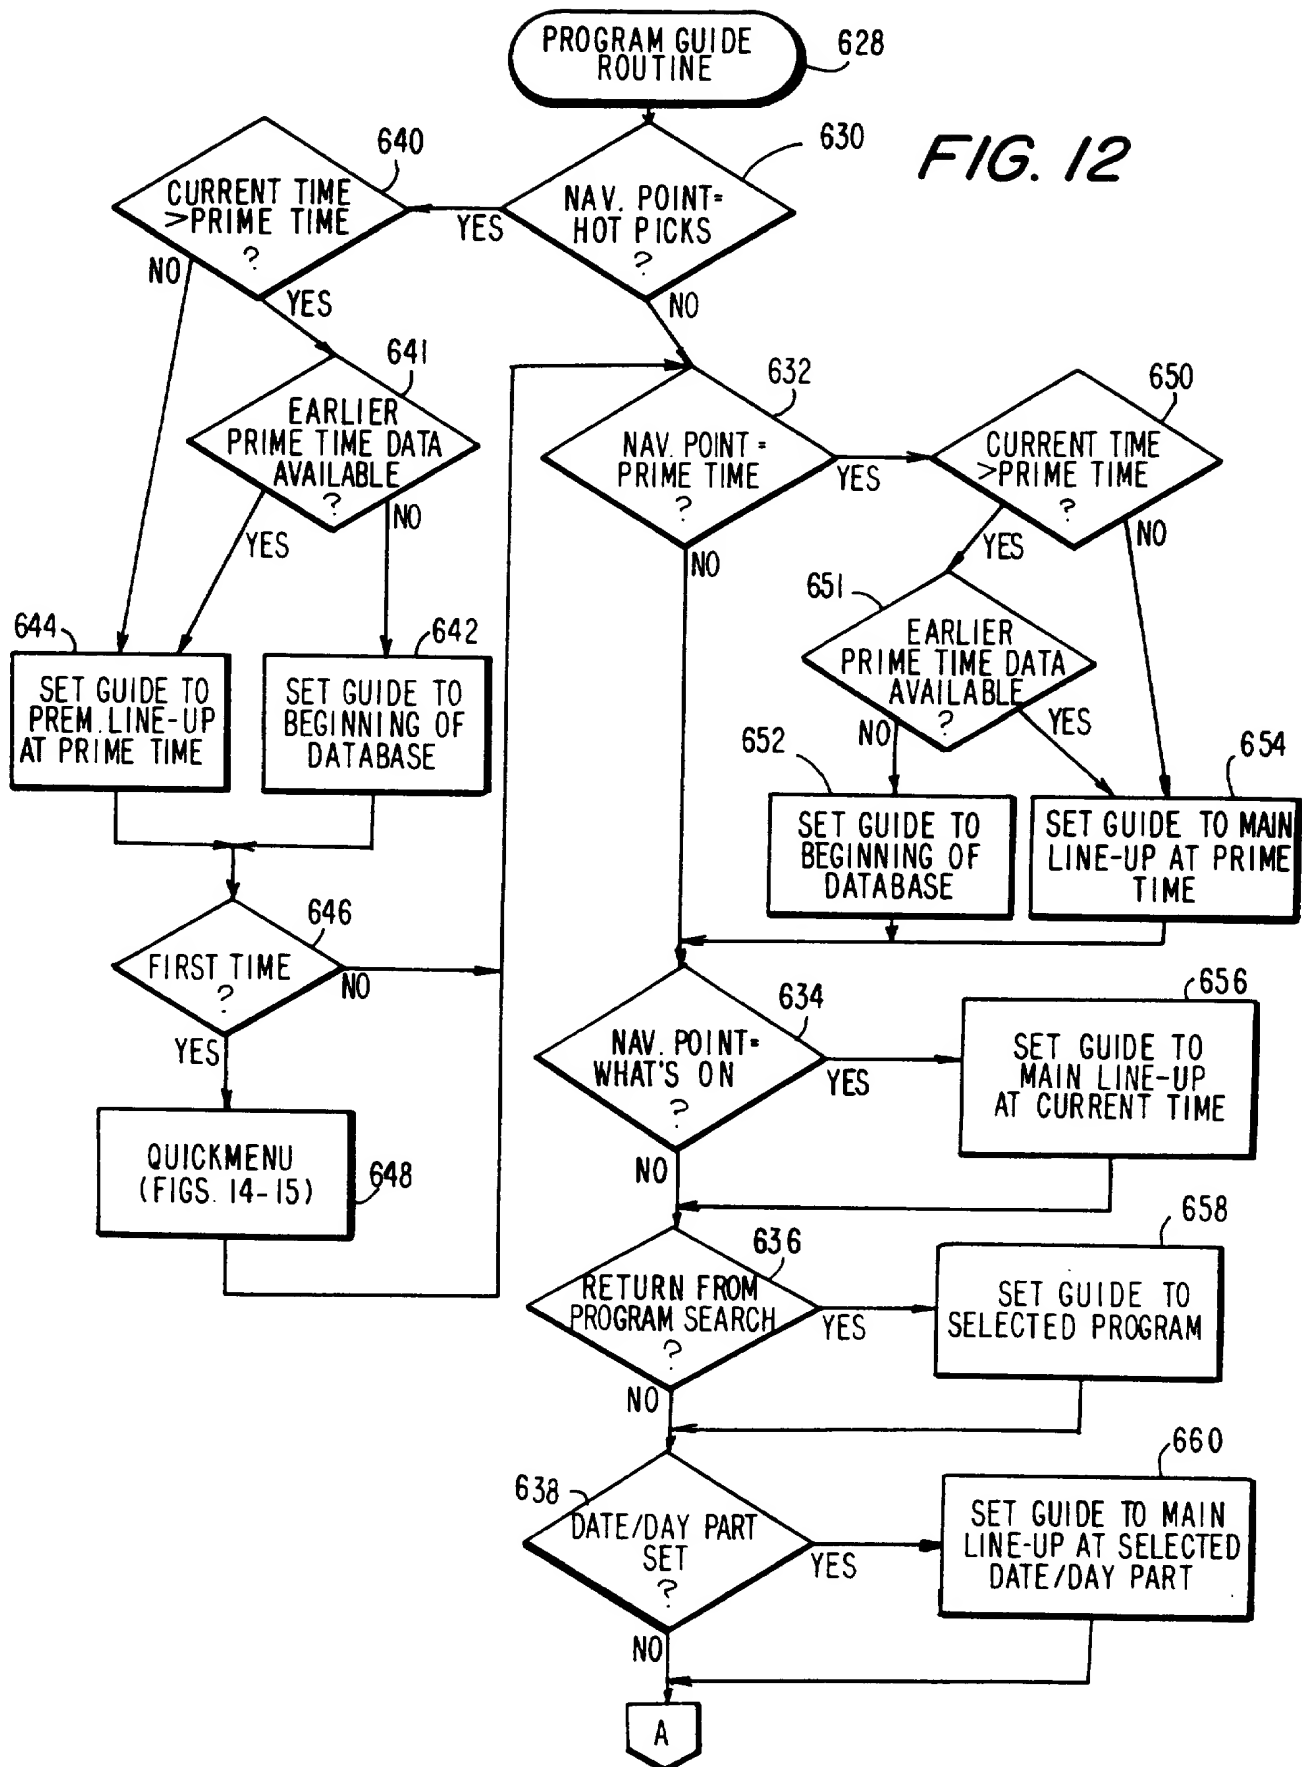 PROGRAM GUIDE
ROUTINE
628
FIG. 12
630
NAV. POINT=
HOT PICKS
?
YES
NO
640
CURRENT TIME
>PRIME TIME
?
NO
YES
641
EARLIER
PRIME TIME DATA
AVAILABLE
?
YES
NO
644
SET GUIDE TO
PREM. LINE-UP
AT PRIME TIME
642
SET GUIDE TO
BEGINNING OF
DATABASE
646
FIRST TIME
?
NO
YES
QUICKMENU
(FIGS. 14-15)
648
632
NAV. POINT=
PRIME TIME
?
YES
NO
650
CURRENT TIME
>PRIME TIME
?
YES
NO
651
EARLIER
PRIME TIME DATA
AVAILABLE
?
NO
YES
652
SET GUIDE TO
BEGINNING OF
DATABASE
654
SET GUIDE TO MAIN
LINE-UP AT PRIME
TIME
634
NAV. POINT=
WHAT'S ON
?
YES
NO
656
SET GUIDE TO
MAIN LINE-UP
AT CURRENT TIME
636
RETURN FROM
PROGRAM SEARCH
?
YES
NO
658
SET GUIDE TO
SELECTED PROGRAM
638
DATE/DAY PART
SET
?
YES
NO
660
SET GUIDE TO MAIN
LINE-UP AT SELECTED
DATE/DAY PART
A